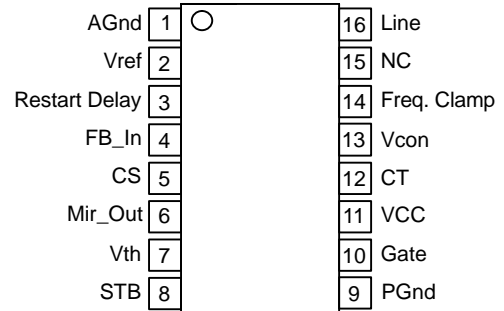 AGnd 1 16 Line
Vref 2 15 NC
Restart Delay 3 14 Freq. Clamp
FB_In 4 13 Vcon
CS 5 12 CT
Mir_Out 6 11 VCC
Vth 7 10 Gate
STB 8 9 PGnd